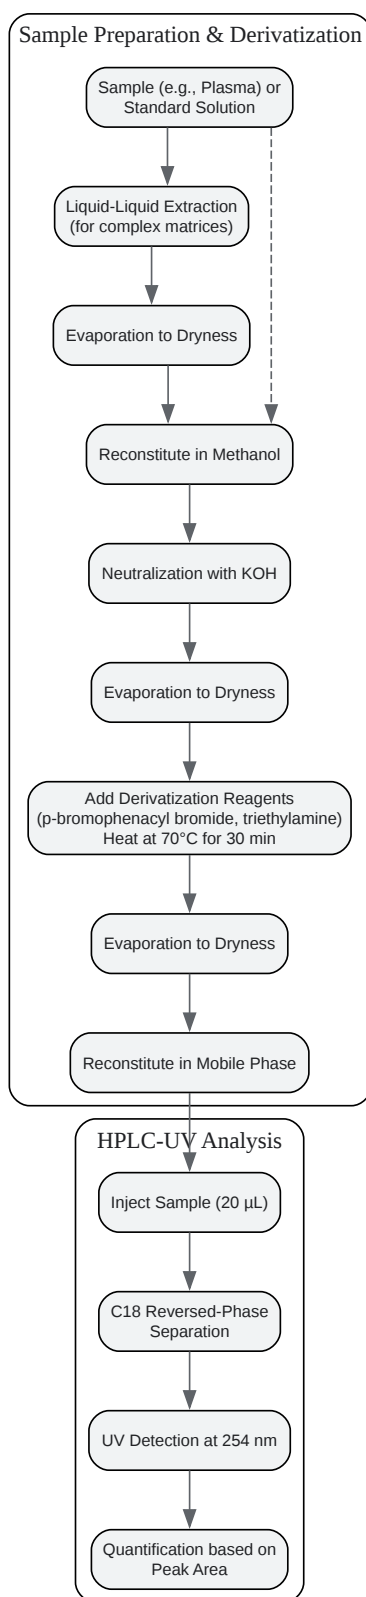 Sample Preparation & Derivatization
Sample (e.g., Plasma) or
Standard Solution
Liquid-Liquid Extraction
(for complex matrices)
Evaporation to Dryness
Reconstitute in Methanol
Neutralization with KOH
Evaporation to Dryness
Add Derivatization Reagents
(p-bromophenacyl bromide, triethylamine)
Heat at 70°C for 30 min
Evaporation to Dryness
Reconstitute in Mobile Phase
HPLC-UV Analysis
Inject Sample (20 µL)
C18 Reversed-Phase
Separation
UV Detection at 254 nm
Quantification based on
Peak Area